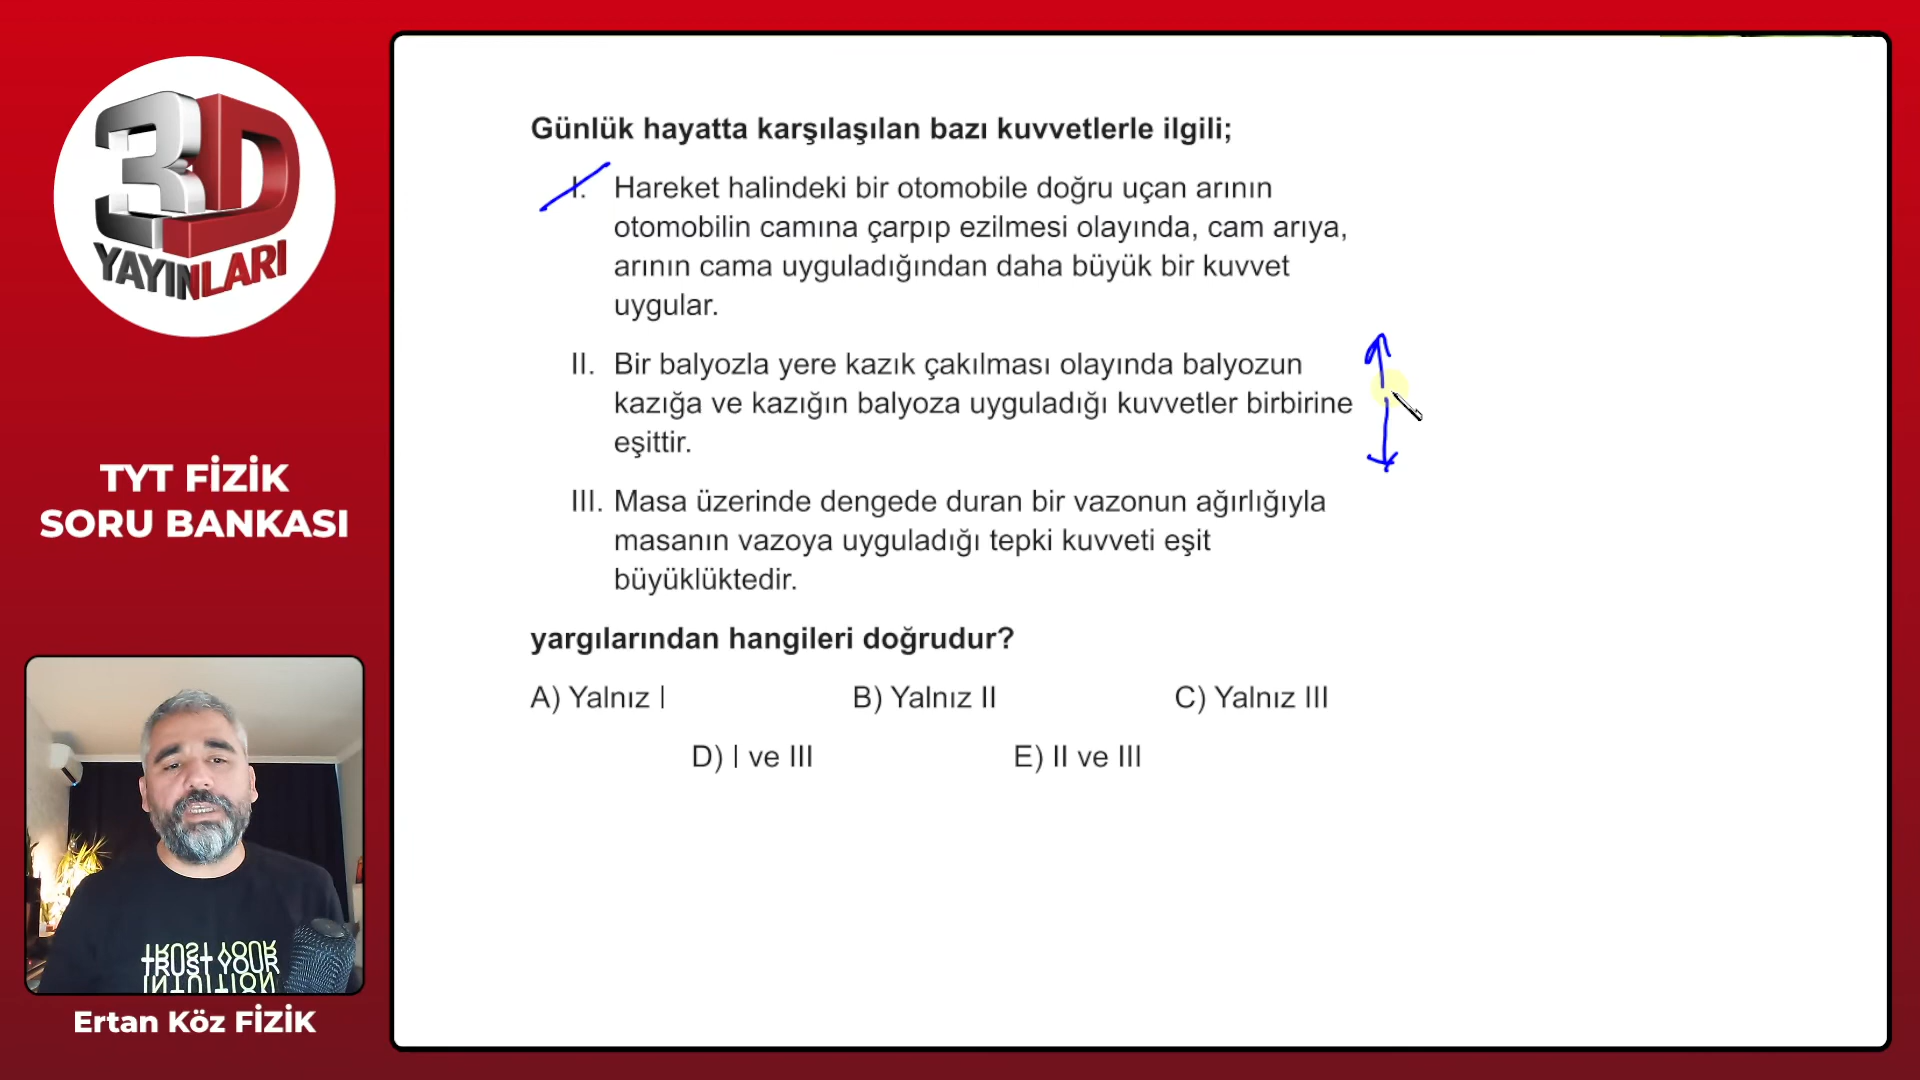 3D
YAYINLARI
TYT FİZİK
SORU BANKASI
Günlük hayatta karşılaşılan bazı kuvvetlerle ilgili;
I. Hareket halindeki bir otomobile doğru uçan arının
otomobilin camına çarpıp ezilmesi olayında, cam arıya,
arının cama uyguladığından daha büyük bir kuvvet
uygular.
II. Bir balyozla yere kazık çakılması olayında balyozun
kazığa ve kazığın balyoza uyguladığı kuvvetler birbirine
eşittir.
III. Masa üzerinde dengede duran bir vazonun ağırlığıyla
masanın vazoya uyguladığı tepki kuvveti eşit
büyüklüktedir.
yargılarından hangileri doğrudur?
A) Yalnız I B) Yalnız II C) Yalnız III
D) I ve III E) II ve III
TRUST YOUR
INTUITION
Ertan Köz FİZİK